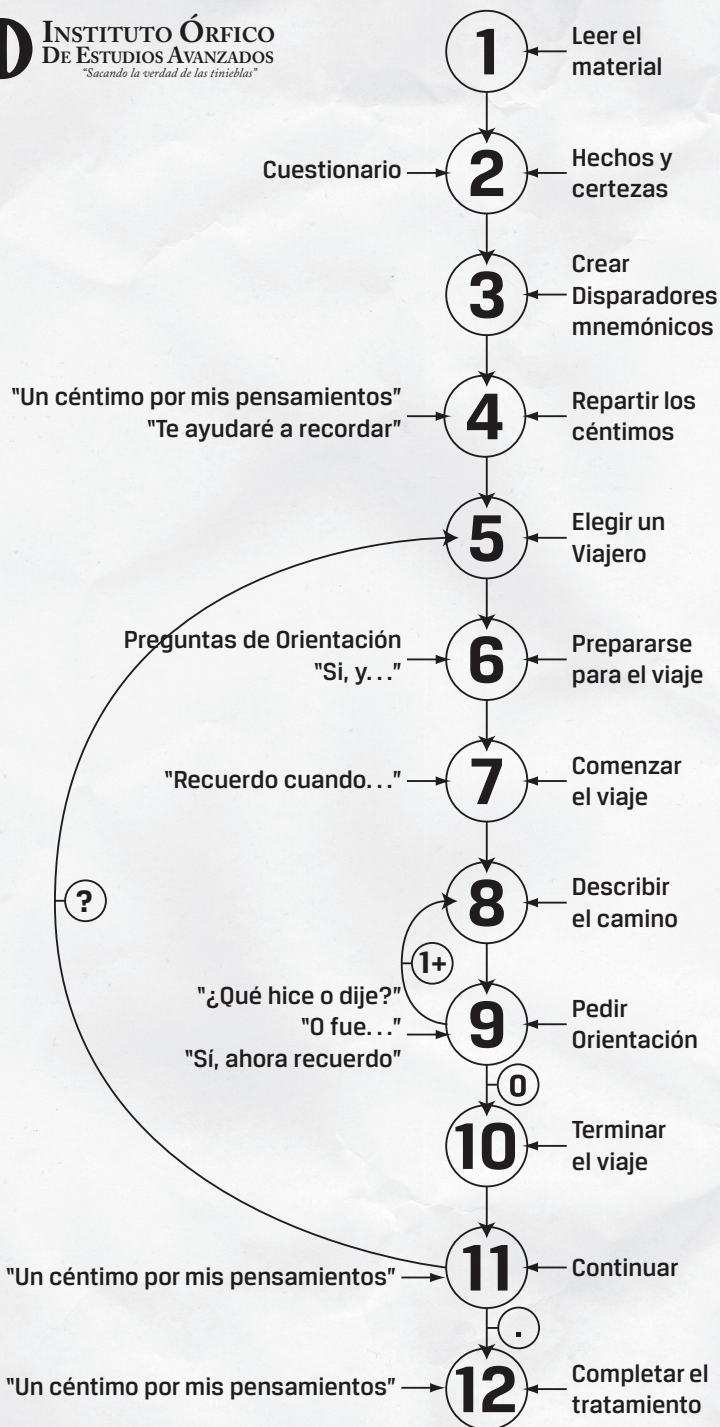 INSTITUTO ÓRFICO
DE ESTUDIOS AVANZADOS
"Sacando la verdad de las tinieblas"
1
Leer el
material
Cuestionario
2
Hechos y
certezas
3
Crear
Disparadores
mnemónicos
"Un céntimo por mis pensamientos"
"Te ayudaré a recordar"
4
Repartir los
céntimos
5
Elegir un
Viajero
Preguntas de Orientación
"Si, y..."
6
Prepararse
para el viaje
"Recuerdo cuando..."
7
Comenzar
el viaje
?
8
Describir
el camino
1+
"¿Qué hice o dije?"
"O fue..."
"Sí, ahora recuerdo"
9
Pedir
Orientación
0
10
Terminar
el viaje
"Un céntimo por mis pensamientos"
11
Continuar
.
"Un céntimo por mis pensamientos"
12
Completar el
tratamiento